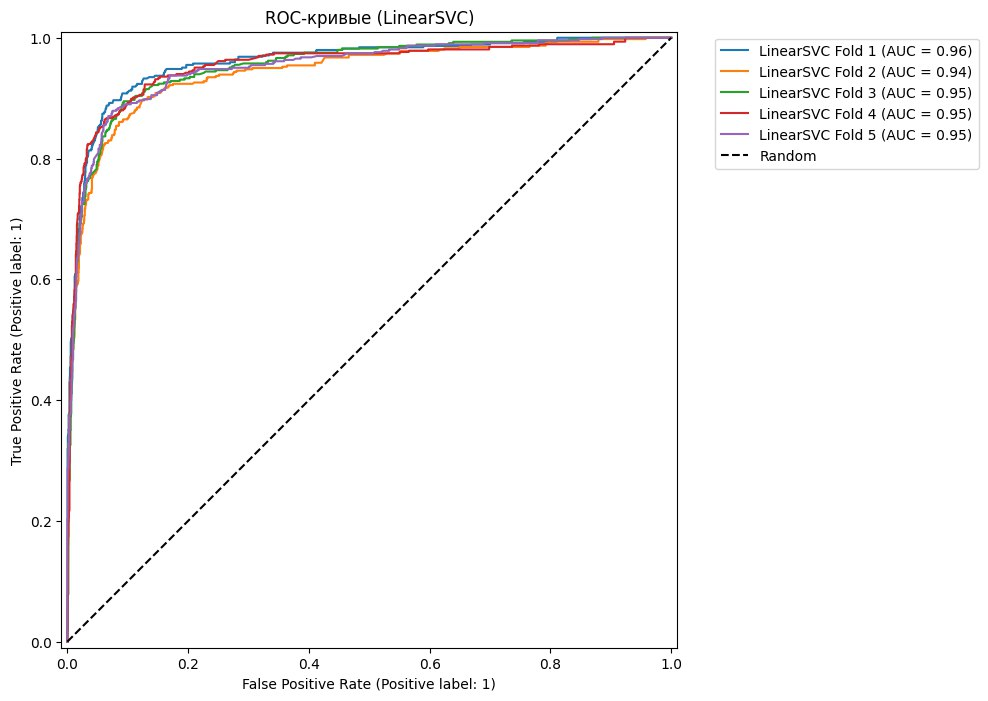 ROC-кривые (LinearSVC)
1.0
0.8
0.6
0.4
0.2
0.0
True Positive Rate (Positive label: 1)
0.0 0.2 0.4 0.6 0.8 1.0
False Positive Rate (Positive label: 1)
LinearSVC Fold 1 (AUC = 0.96)
LinearSVC Fold 2 (AUC = 0.94)
LinearSVC Fold 3 (AUC = 0.95)
LinearSVC Fold 4 (AUC = 0.95)
LinearSVC Fold 5 (AUC = 0.95)
Random